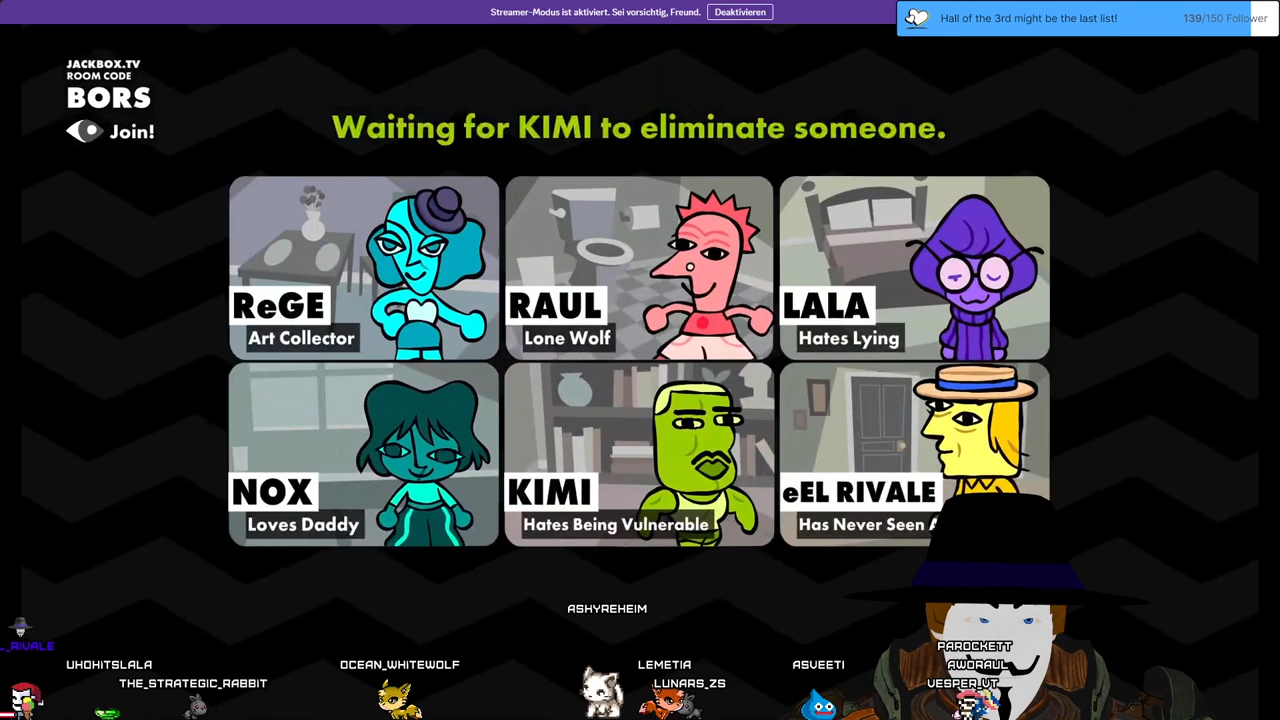 Streamer-Modus ist aktiviert. Sei vorsichtig, Freund. Deaktivieren
Hall of the 3rd might be the last list! 139/150 Follower
JACKBOX.TV
ROOM CODE
BORS
Join!
Waiting for KIMI to eliminate someone.
ReGE
Art Collector
RAUL
Lone Wolf
LALA
Hates Lying
NOX
Loves Daddy
KIMI
Hates Being Vulnerable
eEL RIVALE
Has Never Seen A
ASHYREHEIM
L_RIVALE
PAROCKETT
UHOHITSLALA
OCEAN_WHITEWOLF
LEMETIA
ASVEETI
AWORAUL
THE_STRATEGIC_RABBIT
LUNARS_ZS
VESPER_VT